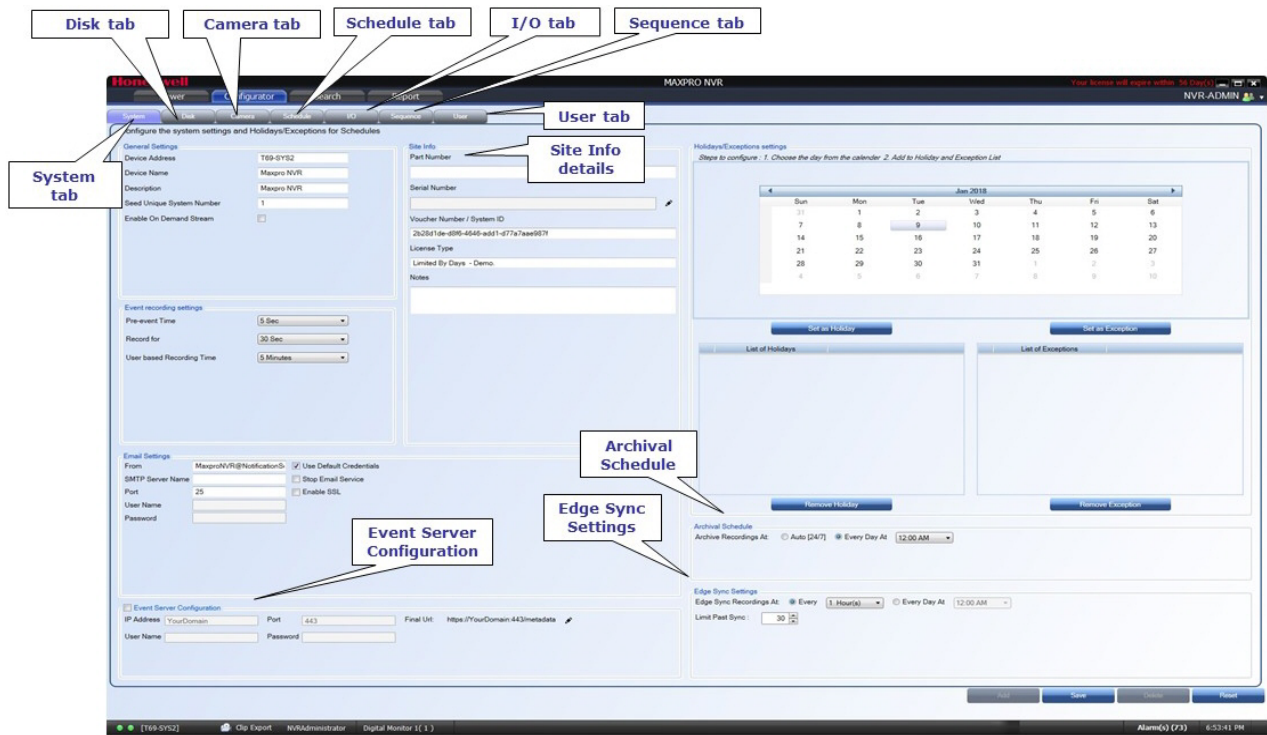 Disk tab
Camera tab
Schedule tab
I/O tab
Sequence tab
Honeywell
MAXPRO NVR
Your license will expire within 56 Day(s)
Viewer
Configurator
Search
Report
NVR-ADMIN
System
Disk
Camera
Schedule
I/O
Sequence
User
User tab
Configure the system settings and Holidays/Exceptions for Schedules
System tab
Site Info details
General Settings
Device Address
T69-SYS2
Device Name
Maxpro NVR
Description
Maxpro NVR
Seed Unique System Number
1
Enable On Demand Stream
Site Info
Part Number
Serial Number
Voucher Number / System ID
2b28d1de-d8f6-4646-add1-d77a7aae987f
License Type
Limited By Days - Demo.
Notes
Holidays/Exceptions settings
Steps to configure : 1. Choose the day from the calender 2. Add to Holiday and Exception List
Jan 2018
Sun Mon Tue Wed Thu Fri Sat
31 1 2 3 4 5 6
7 8 9 10 11 12 13
14 15 16 17 18 19 20
21 22 23 24 25 26 27
28 29 30 31 1 2 3
4 5 6 7 8 9 10
Set as Holiday
Set as Exception
List of Holidays
List of Exceptions
Remove Holiday
Remove Exception
Event recording settings
Pre-event Time
5 Sec
Record for
30 Sec
User based Recording Time
5 Minutes
Email Settings
From
MaxproNVR@NotificationS
Use Default Credentials
SMTP Server Name
Stop Email Service
Port
25
Enable SSL
User Name
Password
Archival Schedule
Edge Sync Settings
Event Server Configuration
Archival Schedule
Archive Recordings At:
Auto [24/7]
Every Day At
12:00 AM
Edge Sync Settings
Edge Sync Recordings At:
Every
1 Hour(s)
Every Day At
12:00 AM
Limit Past Sync :
30
Event Server Configuration
IP Address
YourDomain
Port
443
Final Url:
https://YourDomain:443/metadata
User Name
Password
Add
Save
Delete
Reset
[T69-SYS2]
Clip Export
NVRAdministrator
Digital Monitor 1( 1 )
Alarm(s) (73)
6:53:41 PM